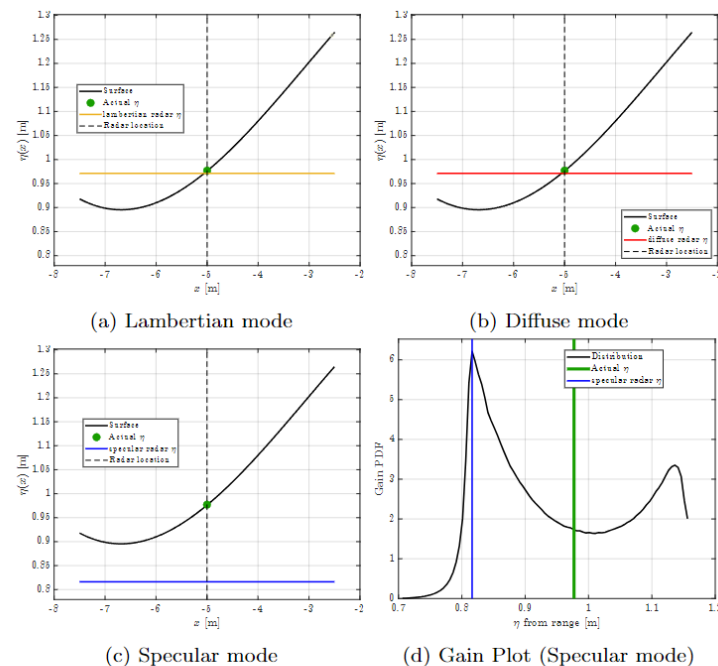 1.3
1.25
1.2
1.15
1.1
1.05
1
0.95
0.9
0.85
0.8
η(x) [m]
Surface
Actual η
lambertian radar η
Radar location
-8 -7 -6 -5 -4 -3 -2
x [m]
(a) Lambertian mode
1.3
1.25
1.2
1.15
1.1
1.05
1
0.95
0.9
0.85
0.8
η(x) [m]
Surface
Actual η
diffuse radar η
Radar location
-8 -7 -6 -5 -4 -3 -2
x [m]
(b) Diffuse mode
1.3
1.25
1.2
1.15
1.1
1.05
1
0.95
0.9
0.85
0.8
η(x) [m]
Surface
Actual η
specular radar η
Radar location
-8 -7 -6 -5 -4 -3 -2
x [m]
(c) Specular mode
6
5
4
3
2
1
0
Gain PDF
Distribution
Actual η
specular radar η
0.7 0.8 0.9 1 1.1 1.2
η from range [m]
(d) Gain Plot (Specular mode)